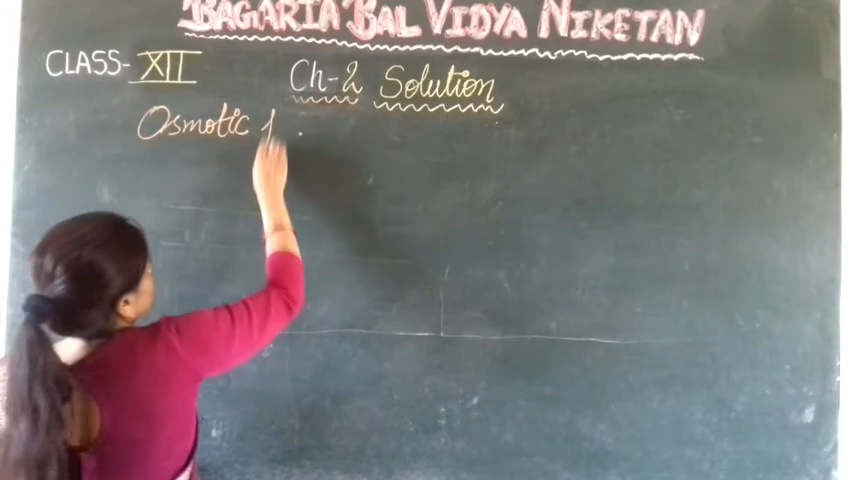 BAGARIA BAL VIDYA NIKETAN
CLASS- XII
Ch-2 Solution
Osmotic